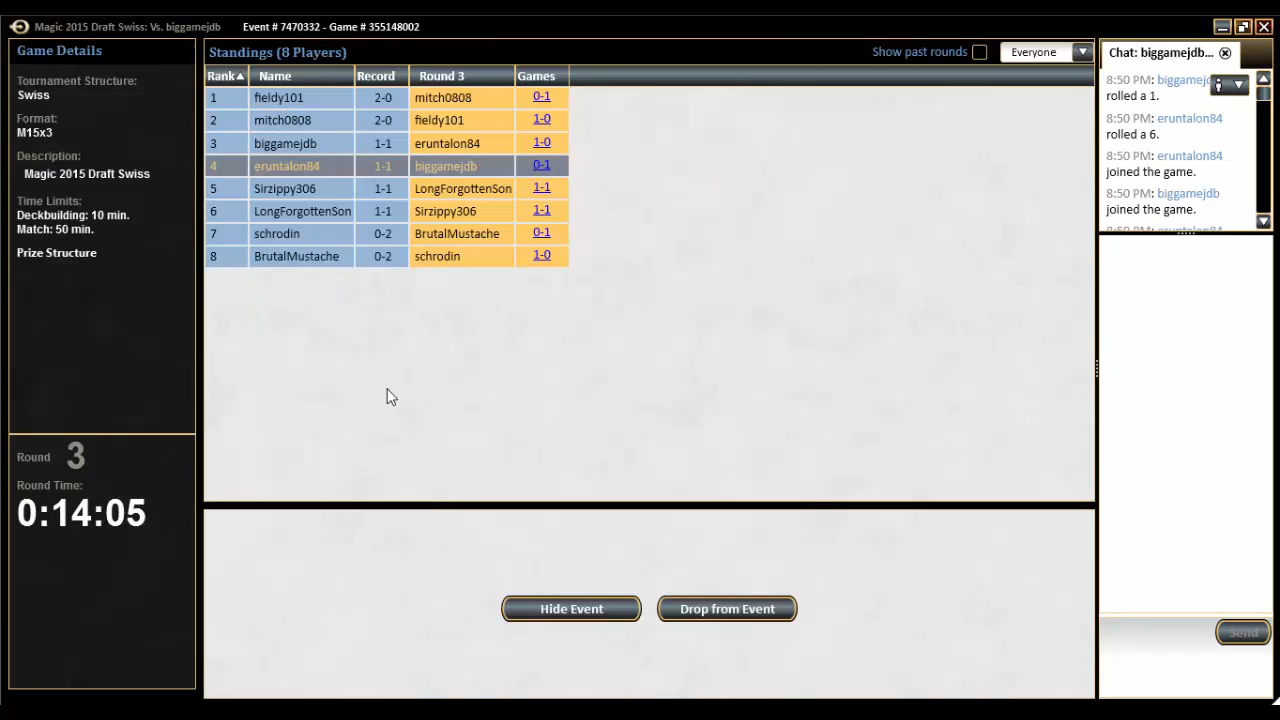 Magic 2015 Draft Swiss: Vs. biggamejdb Event # 7470332 - Game # 355148002
Game Details
Tournament Structure:
Swiss
Format:
M15x3
Description:
Magic 2015 Draft Swiss
Time Limits:
Deckbuilding: 10 min.
Match: 50 min.
Prize Structure
Round 3
Round Time:
0:14:05
Standings (8 Players) Show past rounds Everyone
Rank Name Record Round 3 Games
1 fieldy101 2-0 mitch0808 0-1
2 mitch0808 2-0 fieldy101 1-0
3 biggamejdb 1-1 eruntalon84 1-0
4 eruntalon84 1-1 biggamejdb 0-1
5 Sirzippy306 1-1 LongForgottenSon 1-1
6 LongForgottenSon 1-1 Sirzippy306 1-1
7 schrodin 0-2 BrutalMustache 0-1
8 BrutalMustache 0-2 schrodin 1-0
Hide Event Drop from Event
Chat: biggamejdb...
8:50 PM: biggamejd
rolled a 1.
8:50 PM: eruntalon84
rolled a 6.
8:50 PM: eruntalon84
joined the game.
8:50 PM: biggamejdb
joined the game.
8:50 PM: eruntalon84
Send